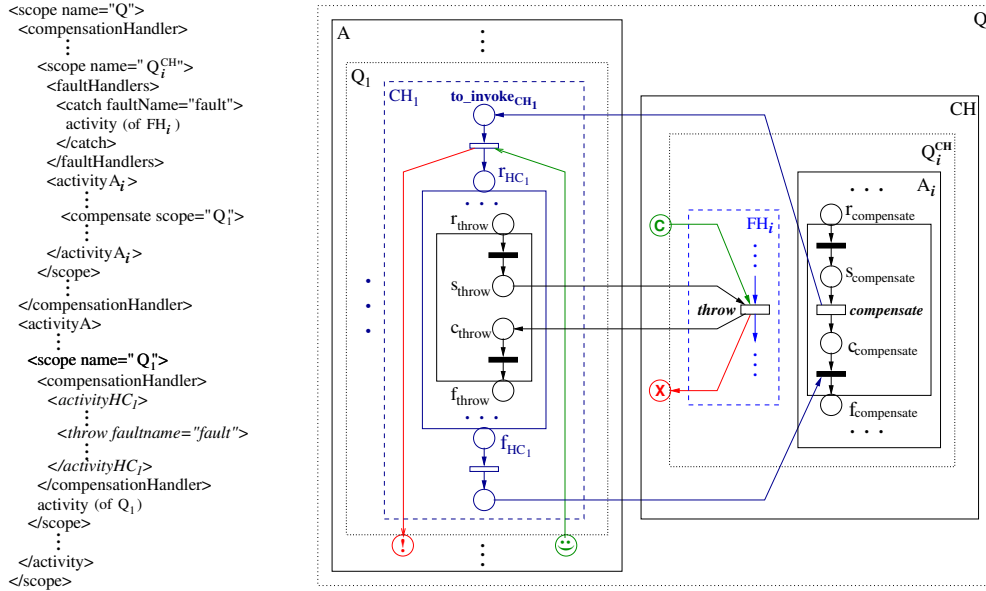 <scope name="Q">
<compensationHandler>
<scope name="Q_i^CH">
<faultHandlers>
<catch faultName="fault">
activity (of FH_i)
</catch>
</faultHandlers>
<activityA_i>
<compensate scope="Q_1">
</activityA_i>
</scope>
</compensationHandler>
<activityA>
<scope name="Q_1">
<compensationHandler>
<activityHC_1>
<throw faultname="fault">
</activityHC_1>
</compensationHandler>
activity (of Q_1)
</scope>
</activity>
</scope>
Q
A
Q_1
CH_1
to_invoke_CH_1
r_HC_1
r_throw
s_throw
c_throw
f_throw
f_HC_1
!
CH
Q_i^CH
A_i
FH_i
C
throw
X
r_compensate
s_compensate
compensate
c_compensate
f_compensate